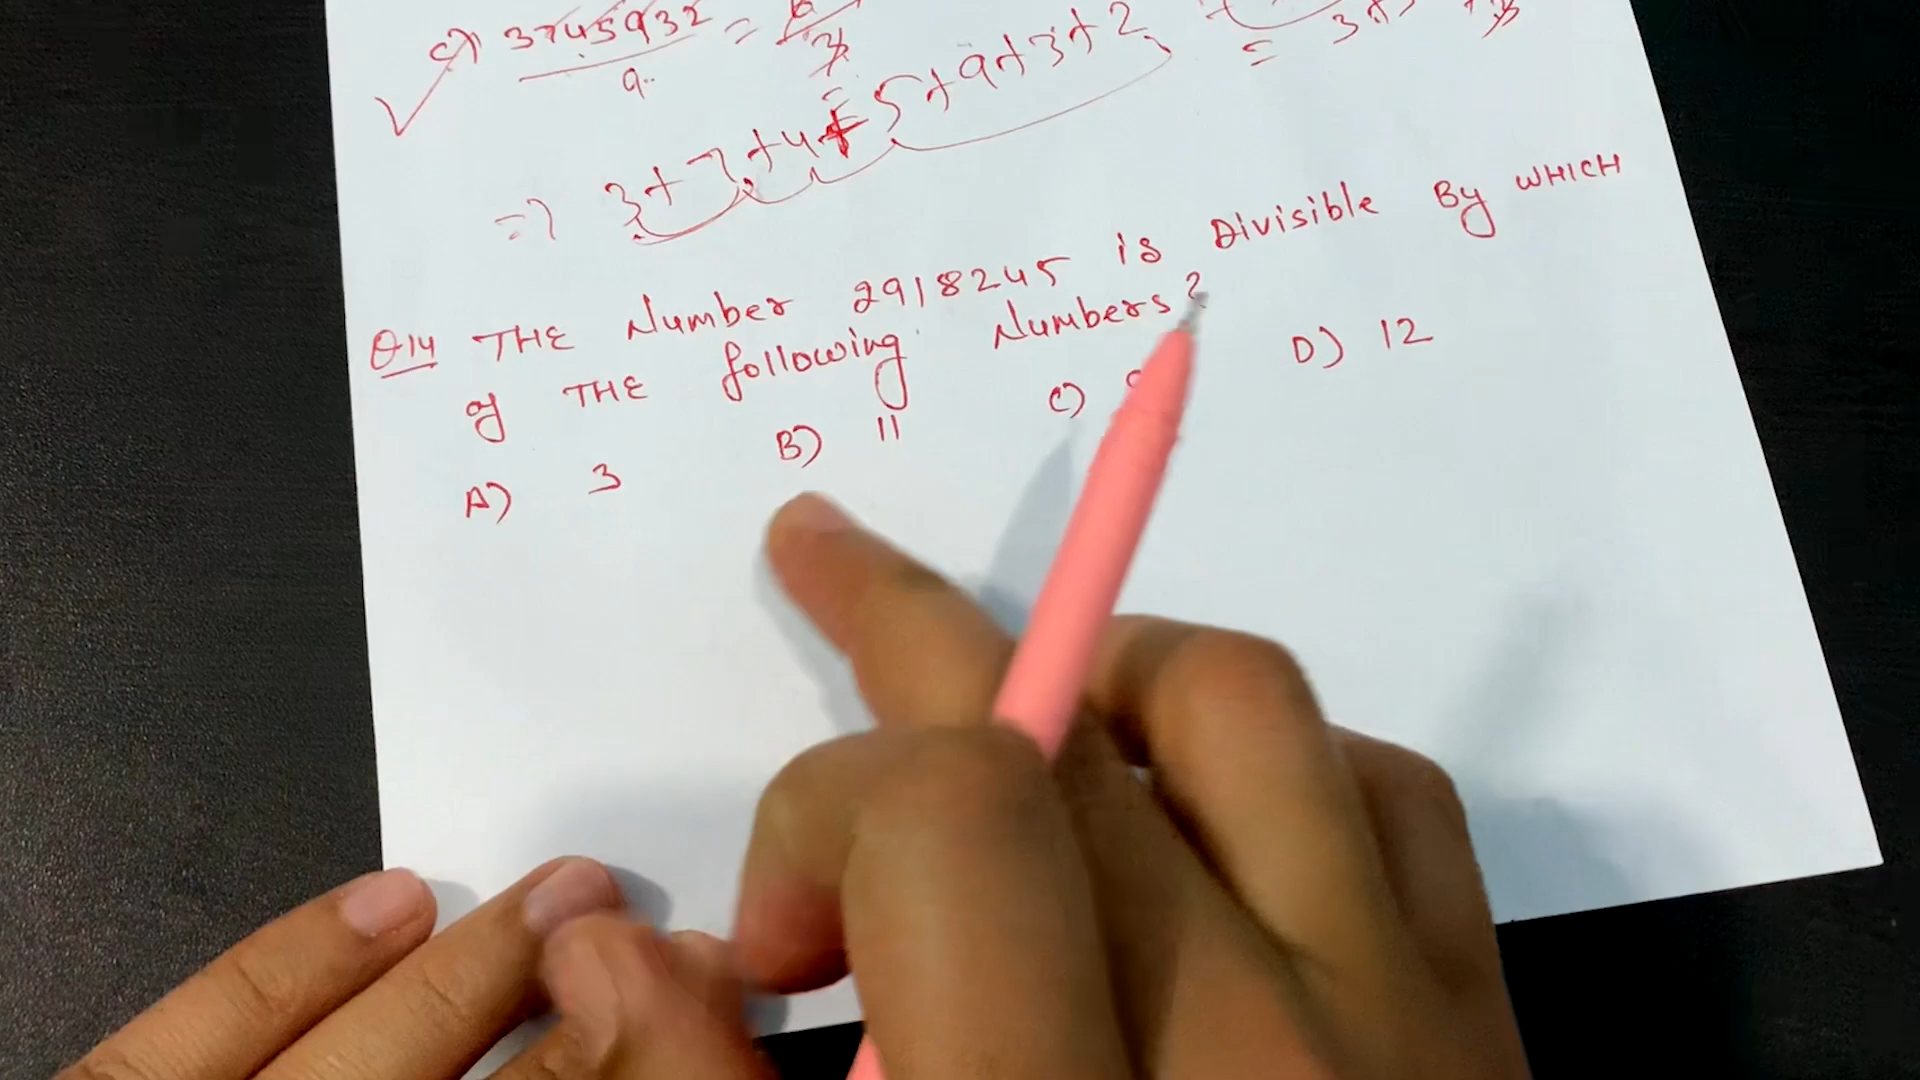 c) 3745932 =
9
=> 3+7+4+5+9+3+2
= 3+
Q14 THE Number 2918245 is Divisible By WHICH
of THE following Numbers?
A) 3 B) 11 C) D) 12